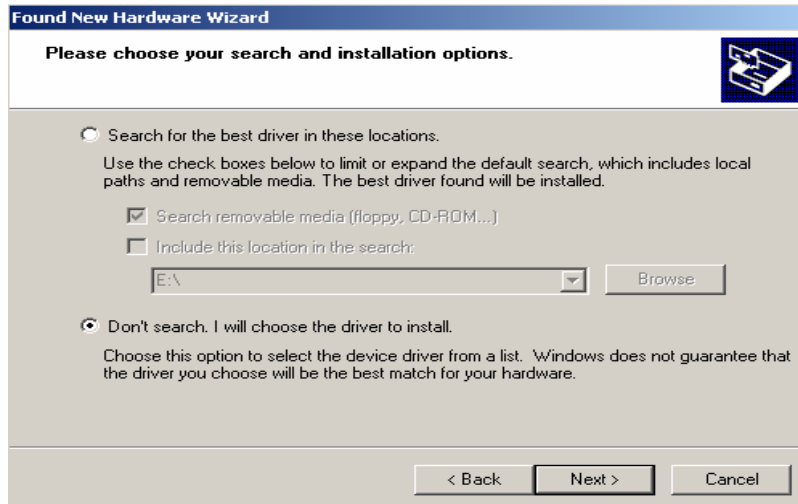 Found New Hardware Wizard
Please choose your search and installation options.
Search for the best driver in these locations.
Use the check boxes below to limit or expand the default search, which includes local
paths and removable media. The best driver found will be installed.
Search removable media (floppy, CD-ROM...)
Include this location in the search:
E:\
Browse
Don't search. I will choose the driver to install.
Choose this option to select the device driver from a list.  Windows does not guarantee that
the driver you choose will be the best match for your hardware.
< Back
Next >
Cancel